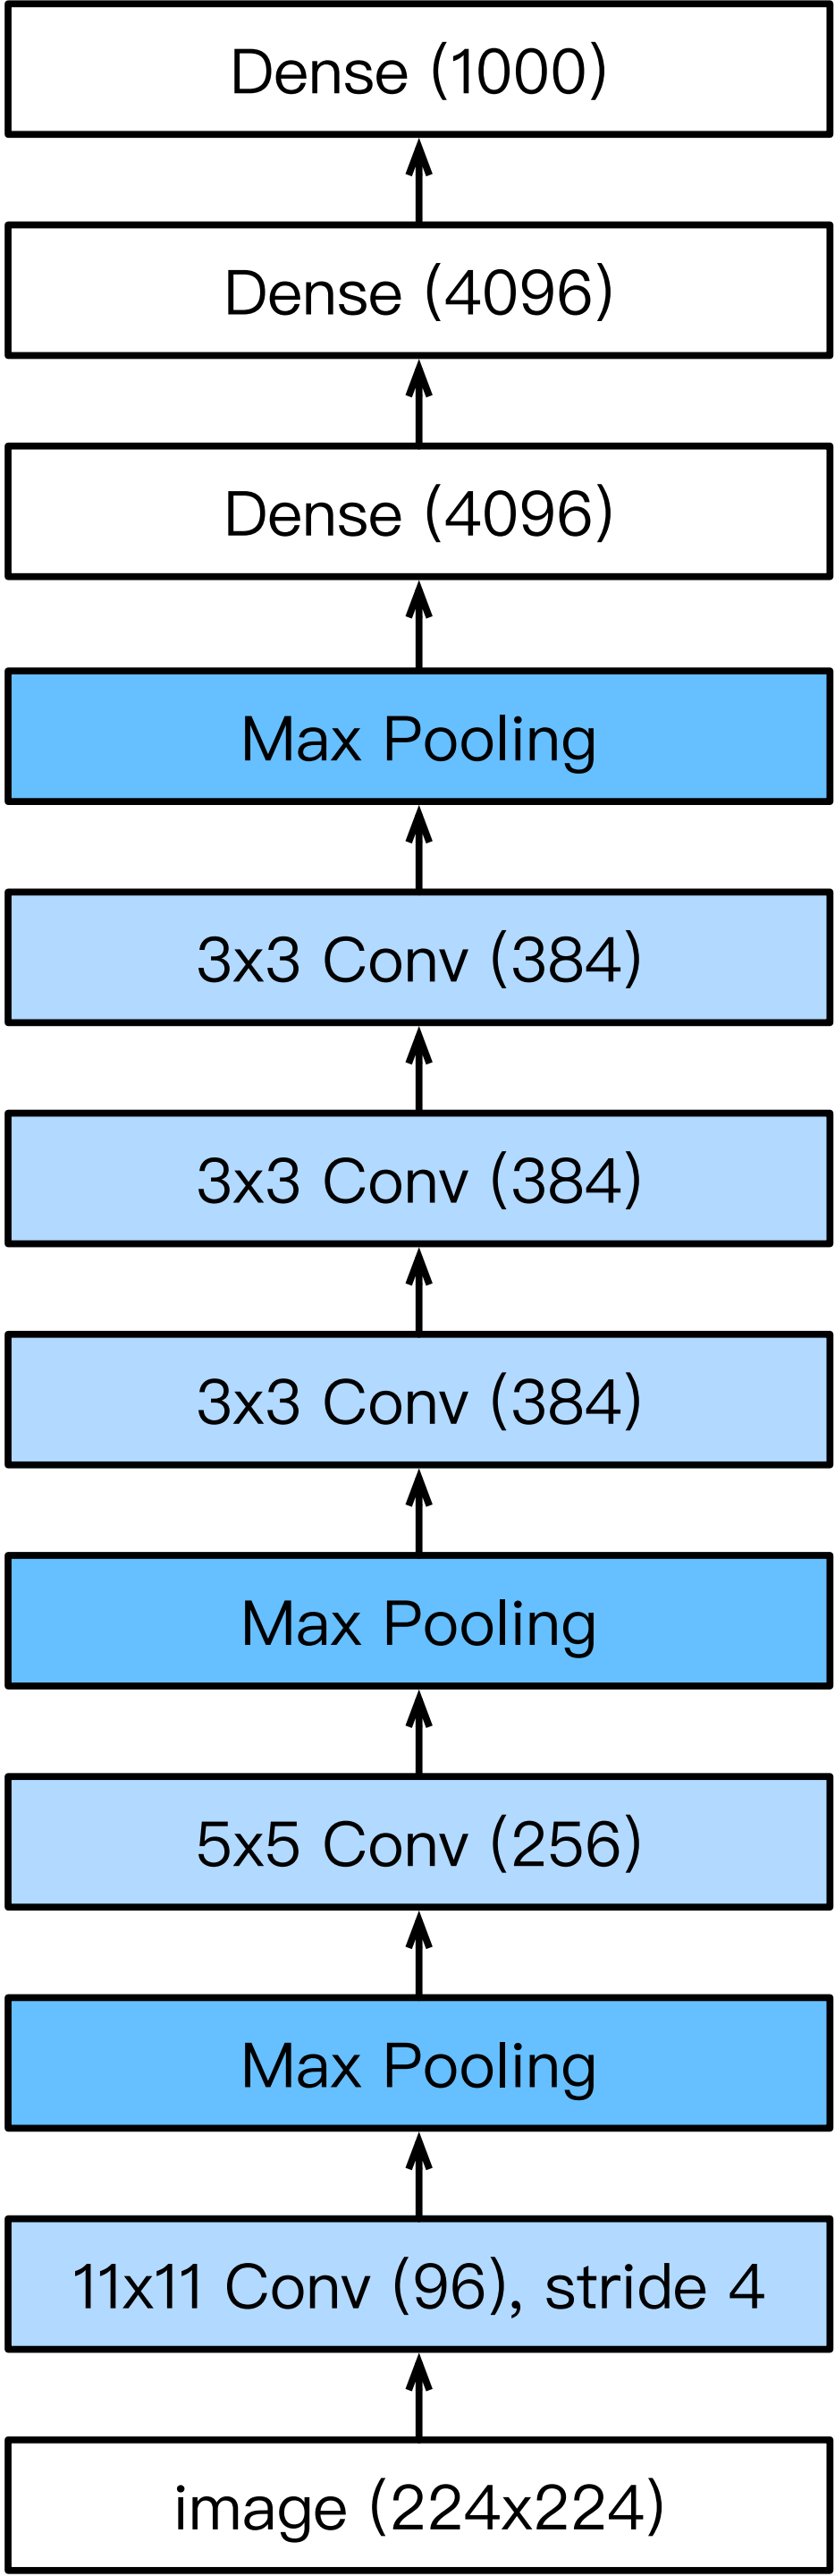 Dense (1000)
Dense (4096)
Dense (4096)
Max Pooling
3x3 Conv (384)
3x3 Conv (384)
3x3 Conv (384)
Max Pooling
5x5 Conv (256)
Max Pooling
11x11 Conv (96), stride 4
image (224x224)